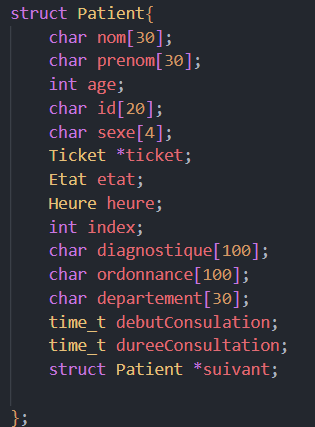 struct Patient{
char nom[30];
char prenom[30];
int age;
char id[20];
char sexe[4];
Ticket *ticket;
Etat etat;
Heure heure;
int index;
char diagnostique[100];
char ordonnance[100];
char departement[30];
time_t debutConsulation;
time_t dureeConsultation;
struct Patient *suivant;
};